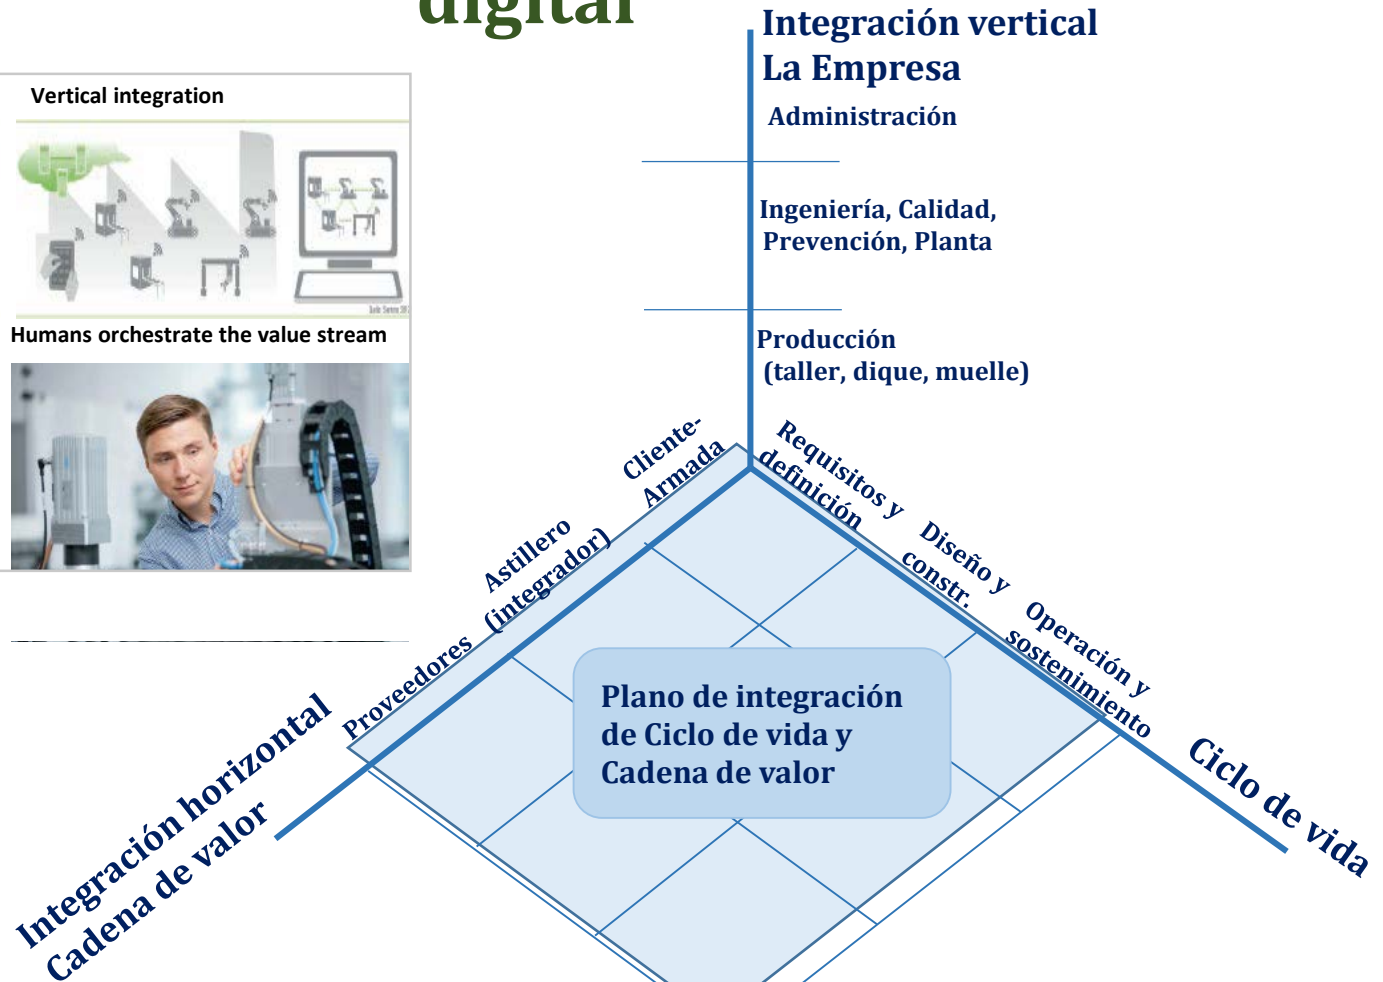 digital
Integración vertical
La Empresa
Administración
Vertical integration
Ingeniería, Calidad,
Prevención, Planta
Humans orchestrate the value stream
Producción
(taller, dique, muelle)
Cliente-
Armada
Requisitos y
definición
Astillero
(integrador)
Diseño y
constr.
Proveedores
Operación y
sostenimiento
Plano de integración
de Ciclo de vida y
Cadena de valor
Integración horizontal
Cadena de valor
Ciclo de vida